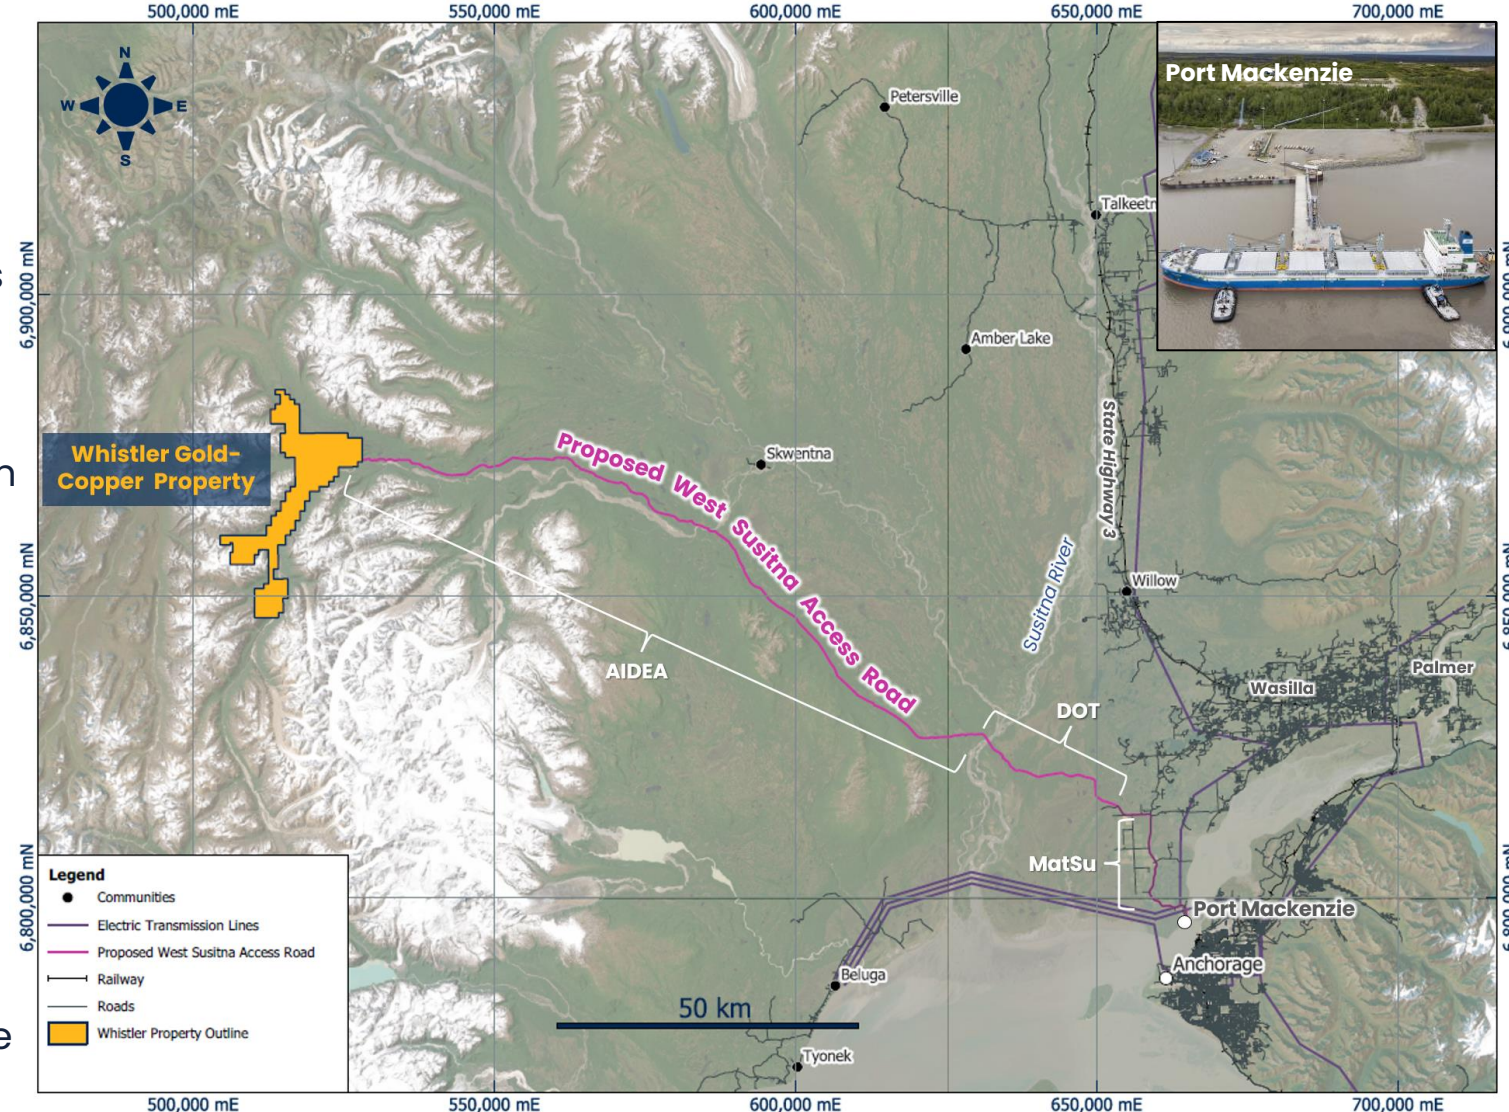 500,000 mE
550,000 mE
600,000 mE
650,000 mE
700,000 mE
N
W
E
S
Port Mackenzie
Petersville
Talkeetn
6,900,000 mN
Amber Lake
State Highway 3
Whistler Gold-
Copper Property
Skwentna
Proposed West Susitna Access Road
Susitna River
Willow
6,850,000 mN
AIDEA
Palmer
Wasilla
DOT
MatSu
6,800,000 mN
Port Mackenzie
Anchorage
Beluga
50 km
Tyonek
Legend
Communities
Electric Transmission Lines
Proposed West Susitna Access Road
Railway
Roads
Whistler Property Outline
500,000 mE
550,000 mE
600,000 mE
650,000 mE
700,000 mE